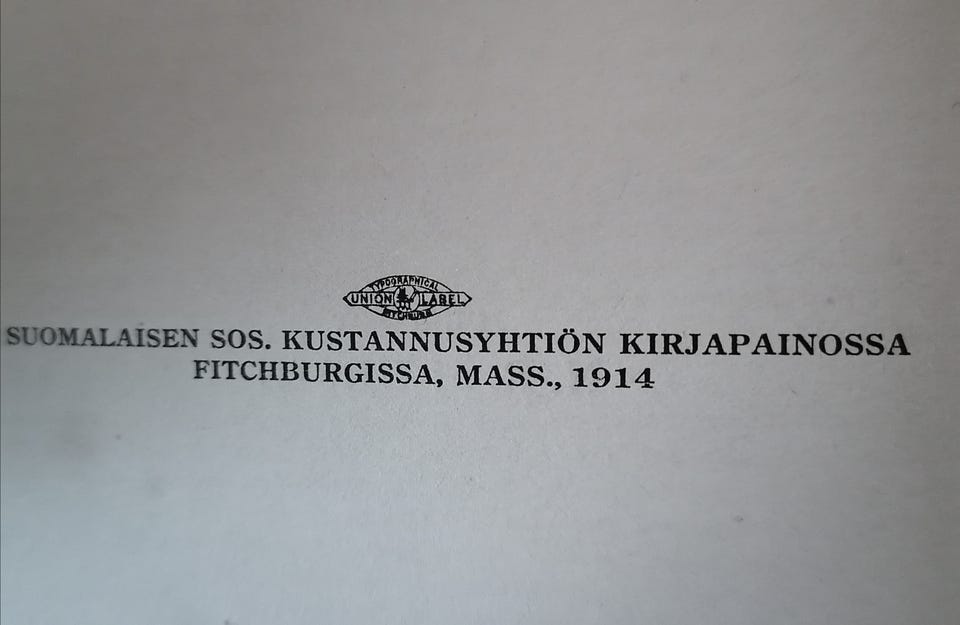 TYPOGRAPHICAL
UNION LABEL
FITCHBURG
SUOMALAISEN SOS. KUSTANNUSYHTIÖN KIRJAPAINOSSA
FITCHBURGISSA, MASS., 1914